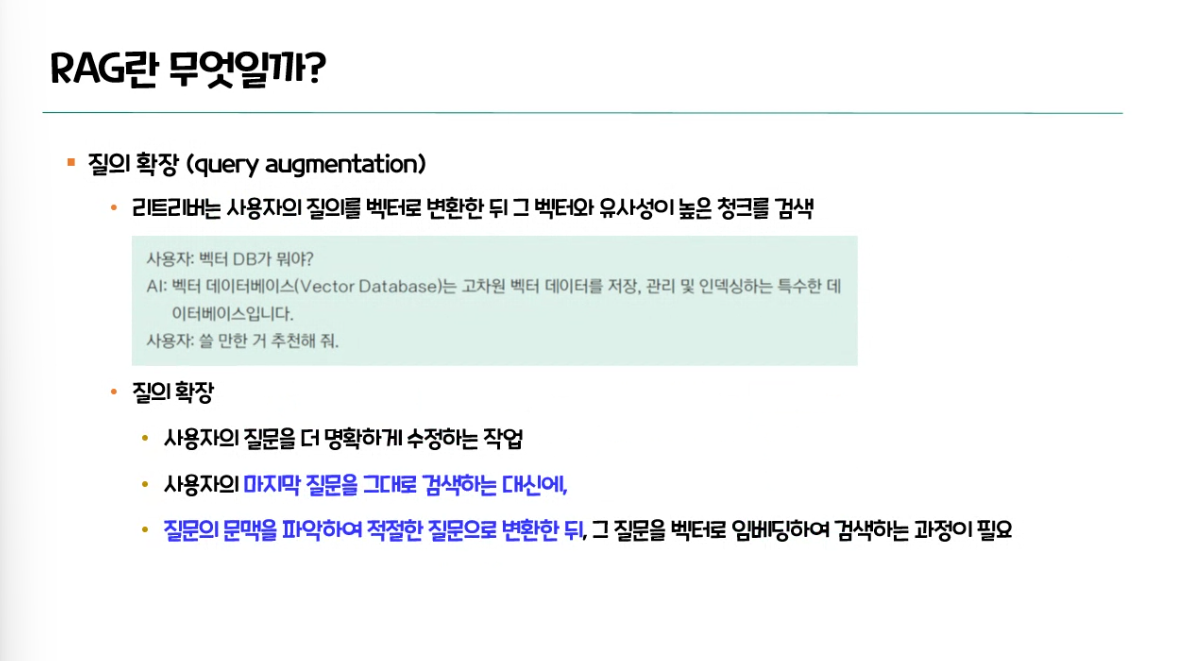 RAG란 무엇일까?
▪ 질의 확장 (query augmentation)
• 리트리버는 사용자의 질의를 벡터로 변환한 뒤 그 벡터와 유사성이 높은 청크를 검색
사용자: 벡터 DB가 뭐야?
AI: 벡터 데이터베이스(Vector Database)는 고차원 벡터 데이터를 저장, 관리 및 인덱싱하는 특수한 데
이터베이스입니다.
사용자: 쓸 만한 거 추천해 줘.
• 질의 확장
• 사용자의 질문을 더 명확하게 수정하는 작업
• 사용자의 마지막 질문을 그대로 검색하는 대신에,
• 질문의 문맥을 파악하여 적절한 질문으로 변환한 뒤, 그 질문을 벡터로 임베딩하여 검색하는 과정이 필요